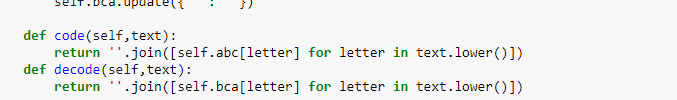 self.bca.update({' ':' '})
def code(self,text):
return ''.join([self.abc[letter] for letter in text.lower()])
def decode(self,text):
return ''.join([self.bca[letter] for letter in text.lower()])